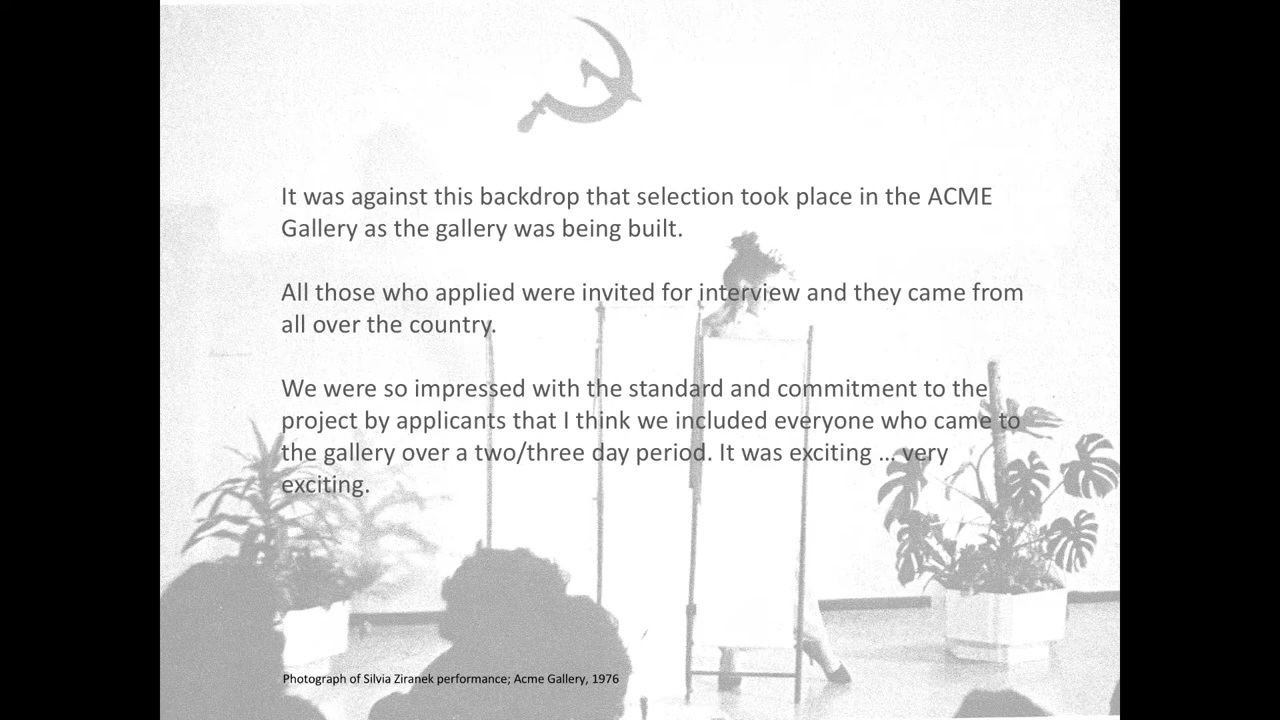 It was against this backdrop that selection took place in the ACME
Gallery as the gallery was being built.
All those who applied were invited for interview and they came from
all over the country.
We were so impressed with the standard and commitment to the
project by applicants that I think we included everyone who came to
the gallery over a two/three day period. It was exciting … very
exciting.
Photograph of Silvia Ziranek performance; Acme Gallery, 1976